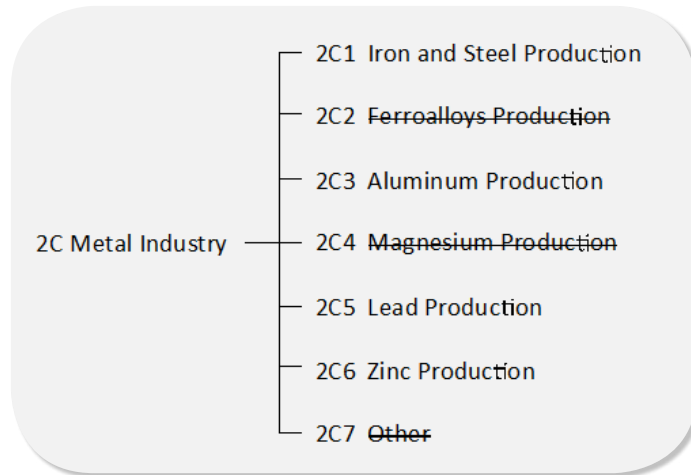 2C1 Iron and Steel Production
2C2 Ferroalloys Production
2C3 Aluminum Production
2C Metal Industry
2C4 Magnesium Production
2C5 Lead Production
2C6 Zinc Production
2C7 Other